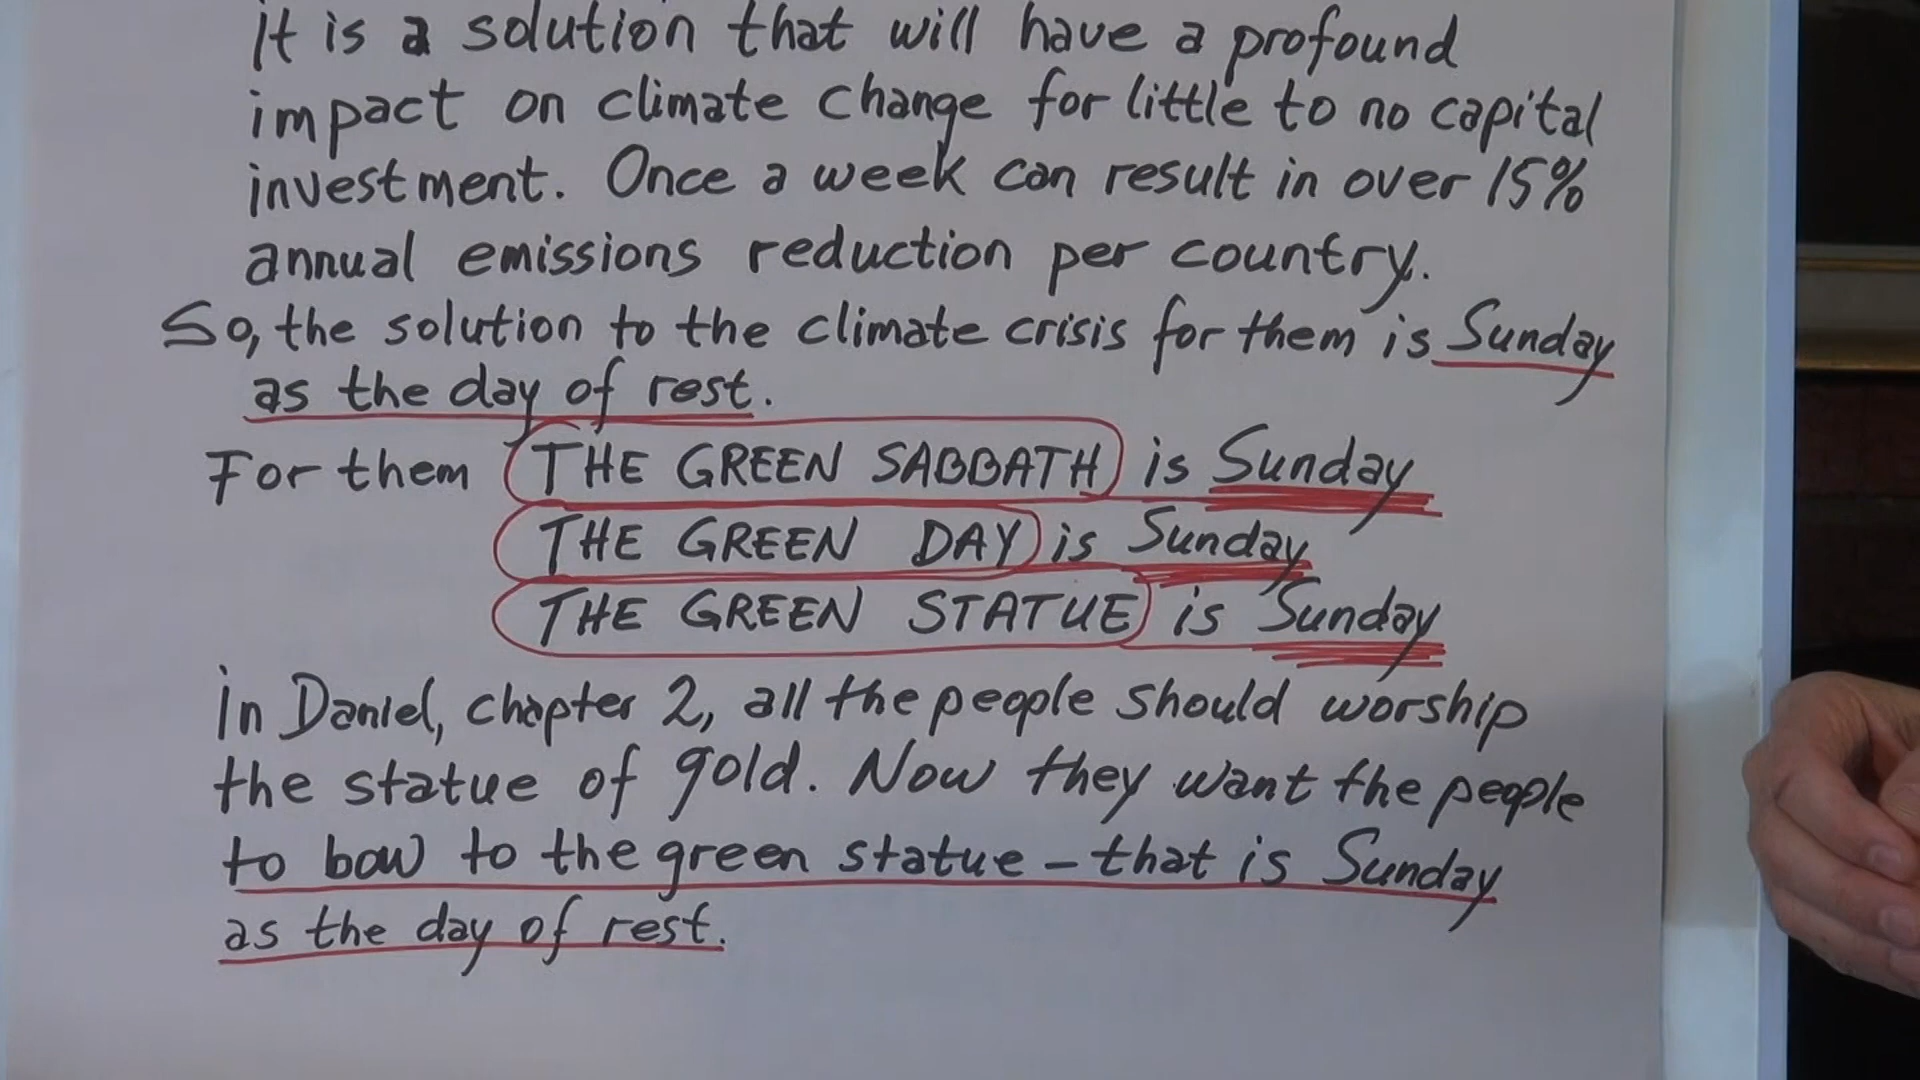 It is a solution that will have a profound
impact on climate change for little to no capital
investment. Once a week can result in over 15%
annual emissions reduction per country.
So, the solution to the climate crisis for them is Sunday
as the day of rest.
For them THE GREEN SABBATH is Sunday
THE GREEN DAY is Sunday
THE GREEN STATUE is Sunday
in Daniel, chapter 2, all the people should worship
the statue of gold. Now they want the people
to bow to the green statue – that is Sunday
as the day of rest.